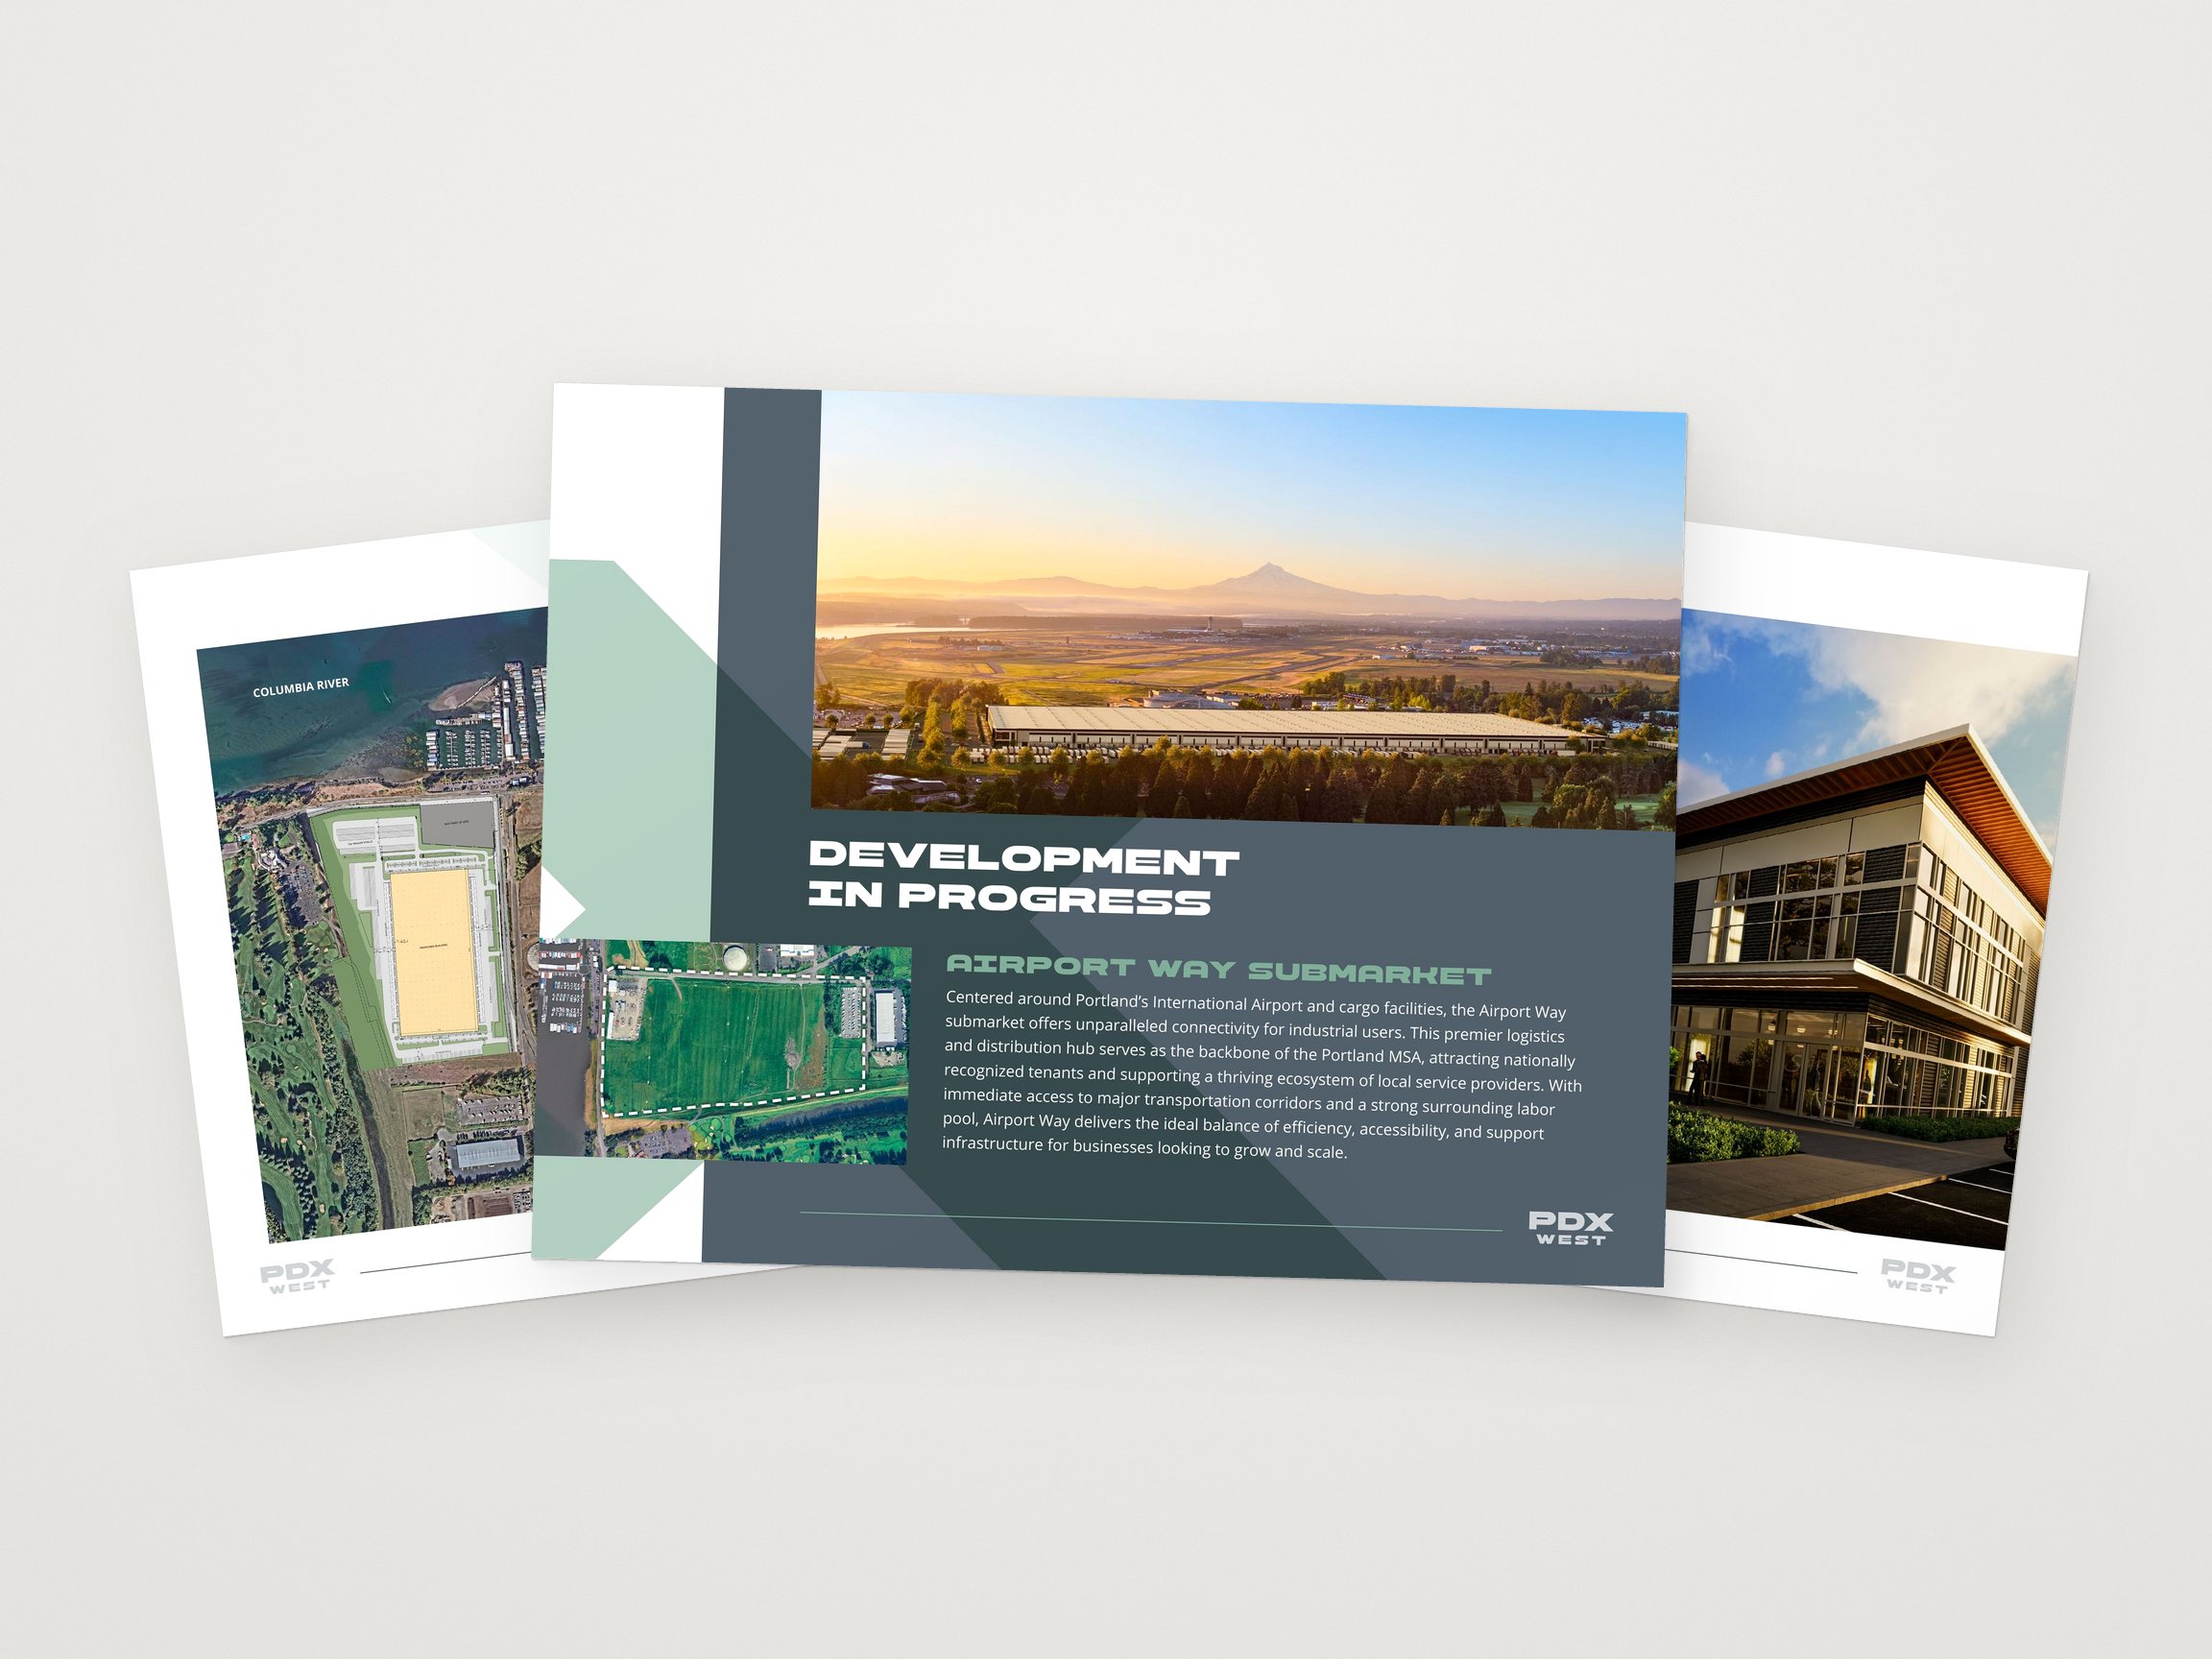 COLUMBIA RIVER
PDX
WEST
DEVELOPMENT
IN PROGRESS
AIRPORT WAY SUBMARKET
Centered around Portland’s International Airport and cargo facilities, the Airport Way
submarket offers unparalleled connectivity for industrial users. This premier logistics
and distribution hub serves as the backbone of the Portland MSA, attracting nationally
recognized tenants and supporting a thriving ecosystem of local service providers. With
immediate access to major transportation corridors and a strong surrounding labor
pool, Airport Way delivers the ideal balance of efficiency, accessibility, and support
infrastructure for businesses looking to grow and scale.
PDX
WEST
PDX
WEST